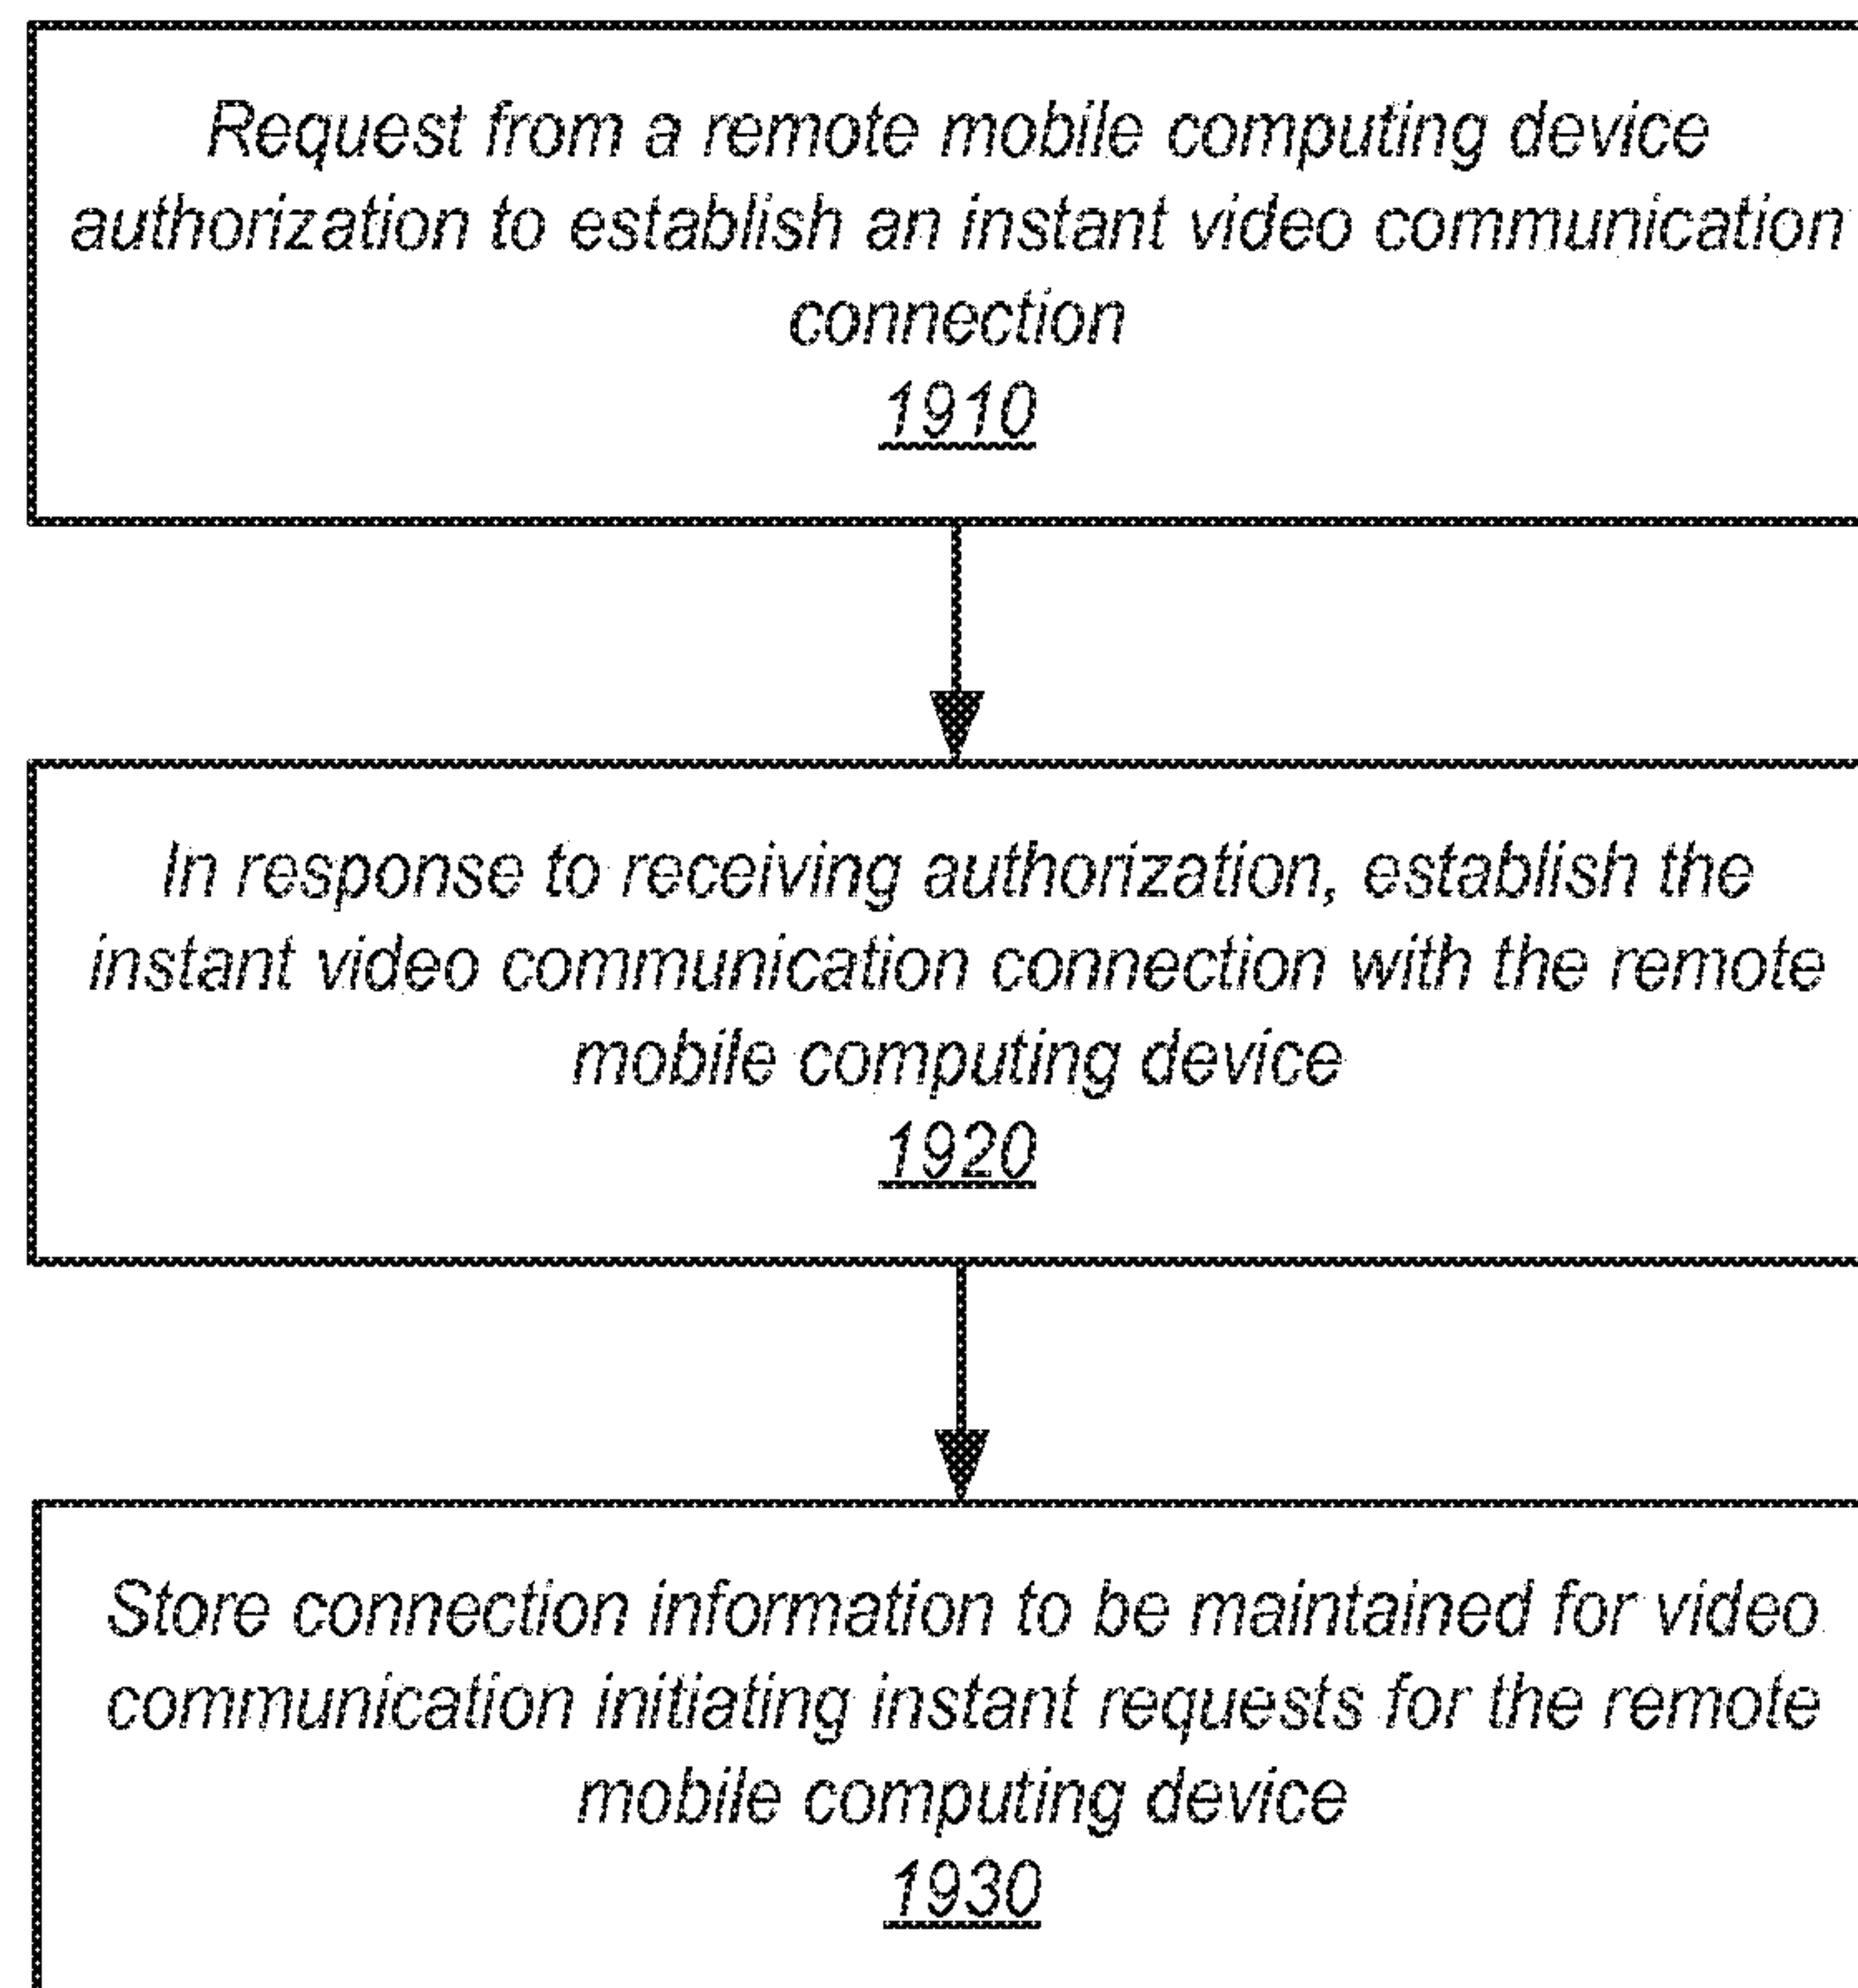 Request from a remote mobile computing device
authorization to establish an instant video communication
connection
1910
In response to receiving authorization, establish the
instant video communication connection with the remote
mobile computing device
1920
Store connection information to be maintained for video
communication initiating instant requests for the remote
mobile computing device
1930